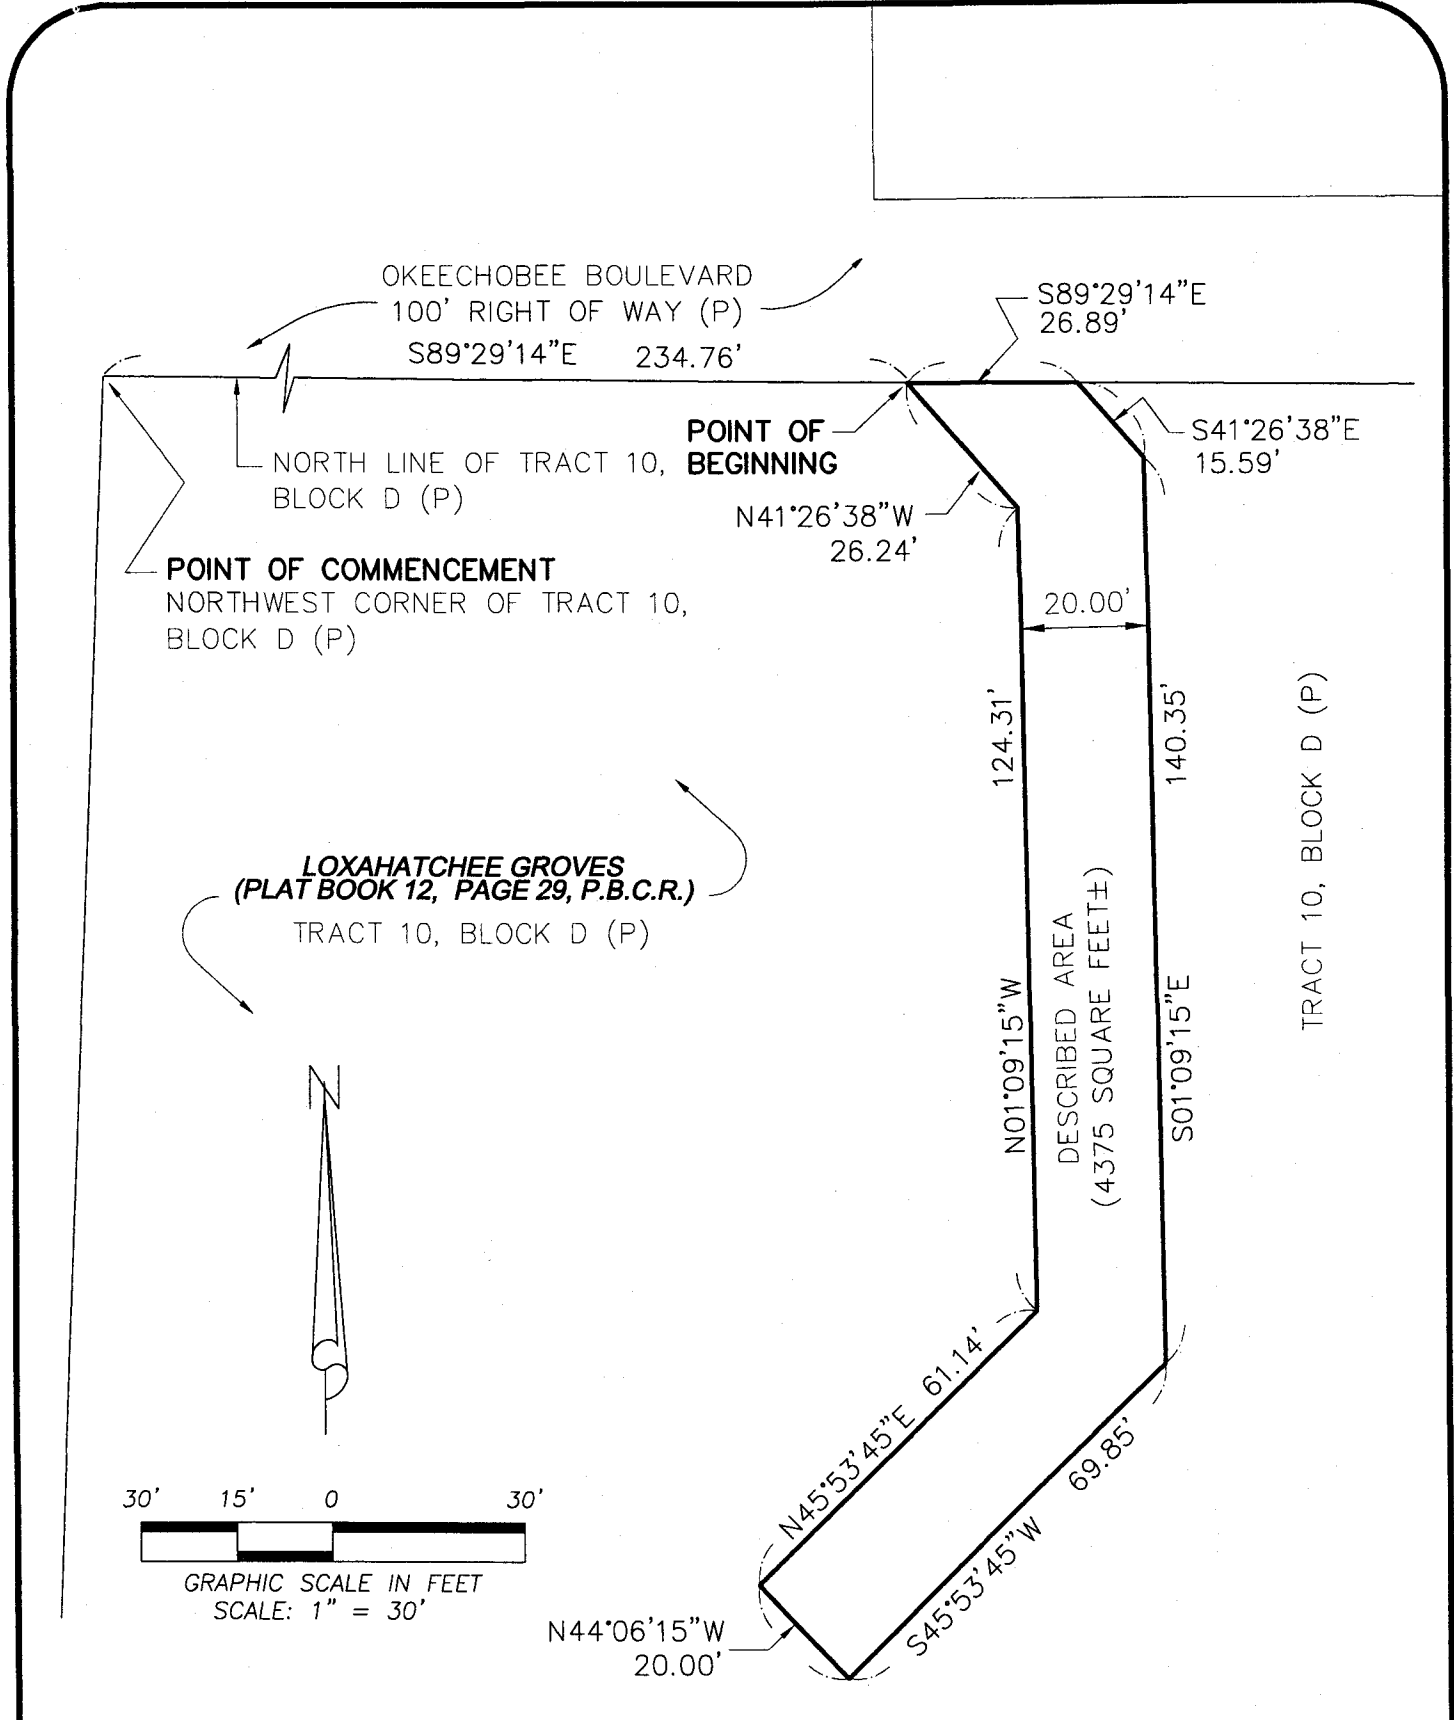 OKEECHOBEE BOULEVARD
100' RIGHT OF WAY (P)
S89°29'14"E 234.76'
S89°29'14"E
26.89'
POINT OF
BEGINNING
S41°26'38"E
15.59'
NORTH LINE OF TRACT 10,
BLOCK D (P)
N41°26'38"W
26.24'
POINT OF COMMENCEMENT
NORTHWEST CORNER OF TRACT 10,
BLOCK D (P)
20.00'
124.31'
N01°09'15"W
140.35'
S01°09'15"E
TRACT 10, BLOCK D (P)
LOXAHATCHEE GROVES
(PLAT BOOK 12, PAGE 29, P.B.C.R.)
TRACT 10, BLOCK D (P)
DESCRIBED AREA
(4375 SQUARE FEET±)
N
N45°53'45"E 61.14'
S45°53'45"W 69.85'
30' 15' 0 30'
GRAPHIC SCALE IN FEET
SCALE: 1" = 30'
N44°06'15"W
20.00'